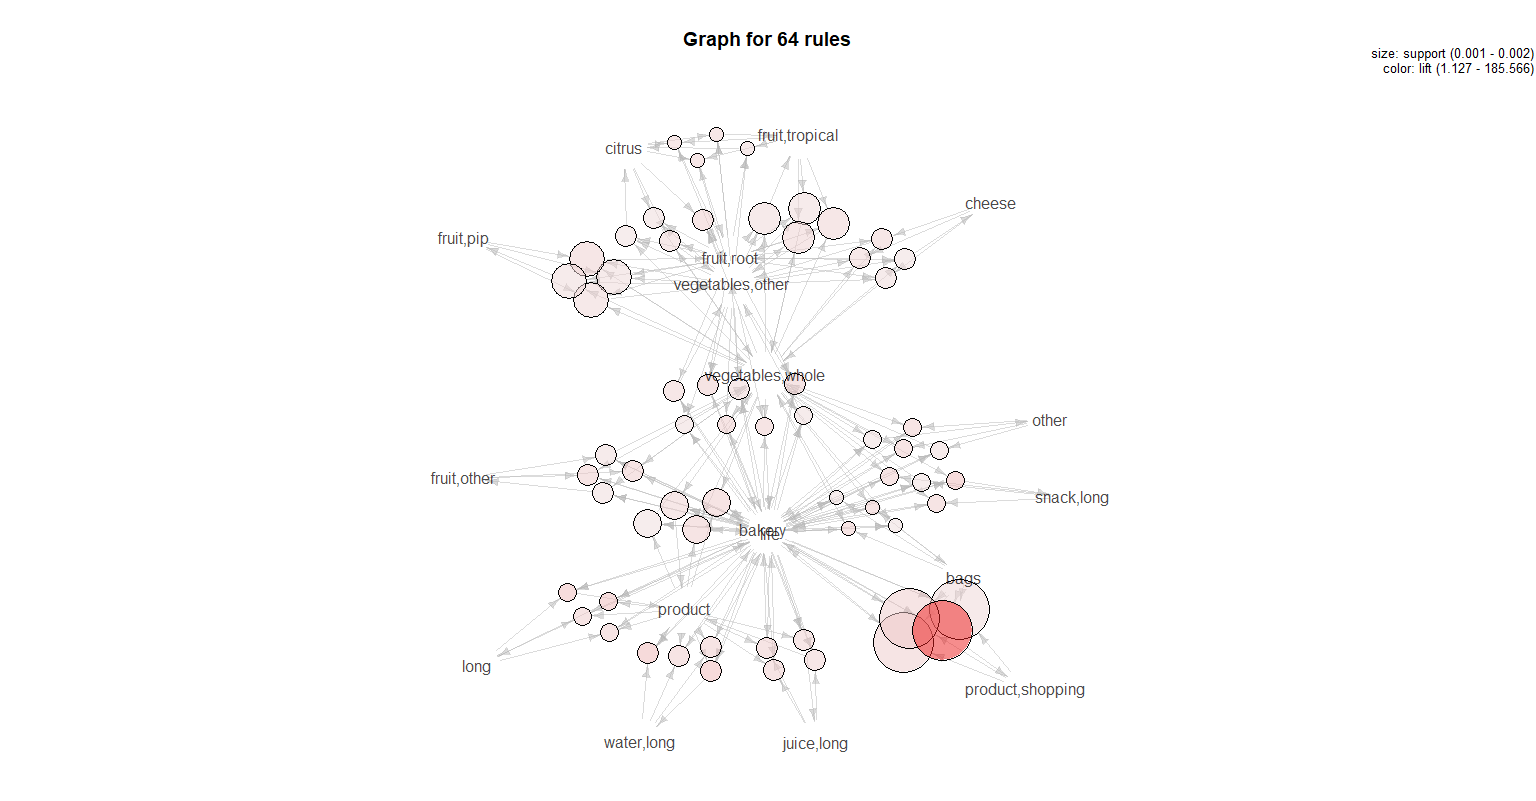 Graph for 64 rules
size: support (0.001 - 0.002)
color: lift (1.127 - 185.566)
fruit,tropical
citrus
cheese
fruit,pip
fruit,root
vegetables,other
vegetables,whole
other
fruit,other
snack,long
bakery
life
bags
product
long
product,shopping
water,long
juice,long